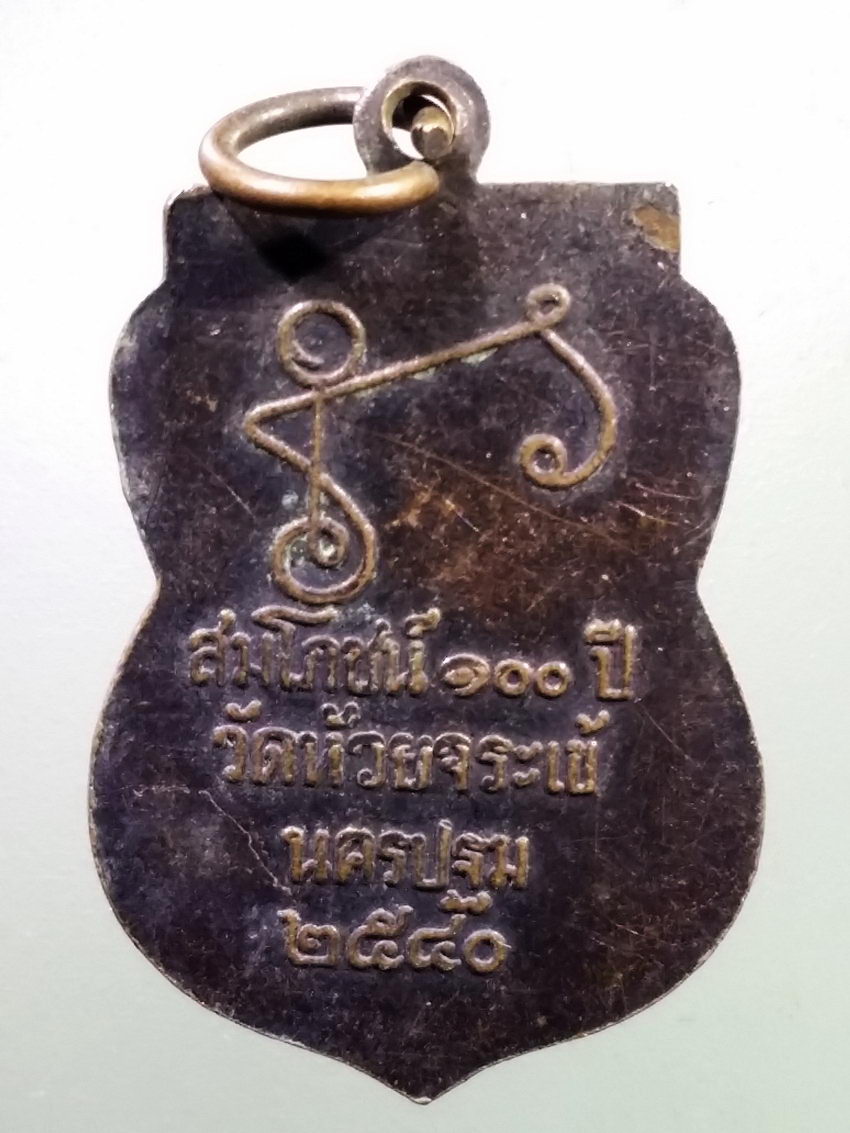 สมโภชน์ ๑๐๐ ปี
วัดห้วยจระเข้
นครปฐม
๒๕๔๐